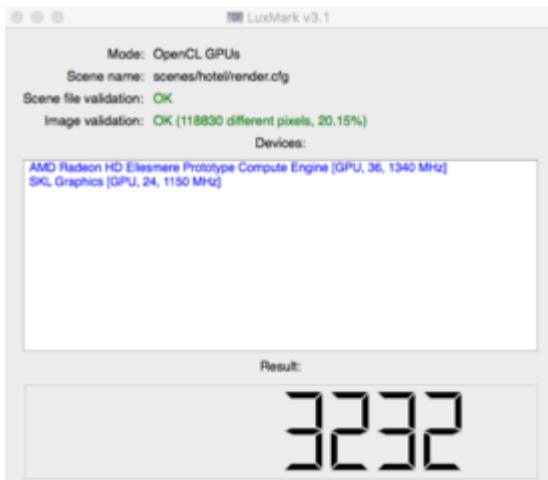 LuxMark v3.1
Mode: OpenCL GPUs
Scene name: scenes/hotel/render.cfg
Scene file validation: OK
Image validation: OK (118830 different pixels, 20.15%)
Devices:
AMD Radeon HD Ellesmere Prototype Compute Engine [GPU, 36, 1340 MHz]
SKL Graphics [GPU, 24, 1150 MHz]
Result:
3232